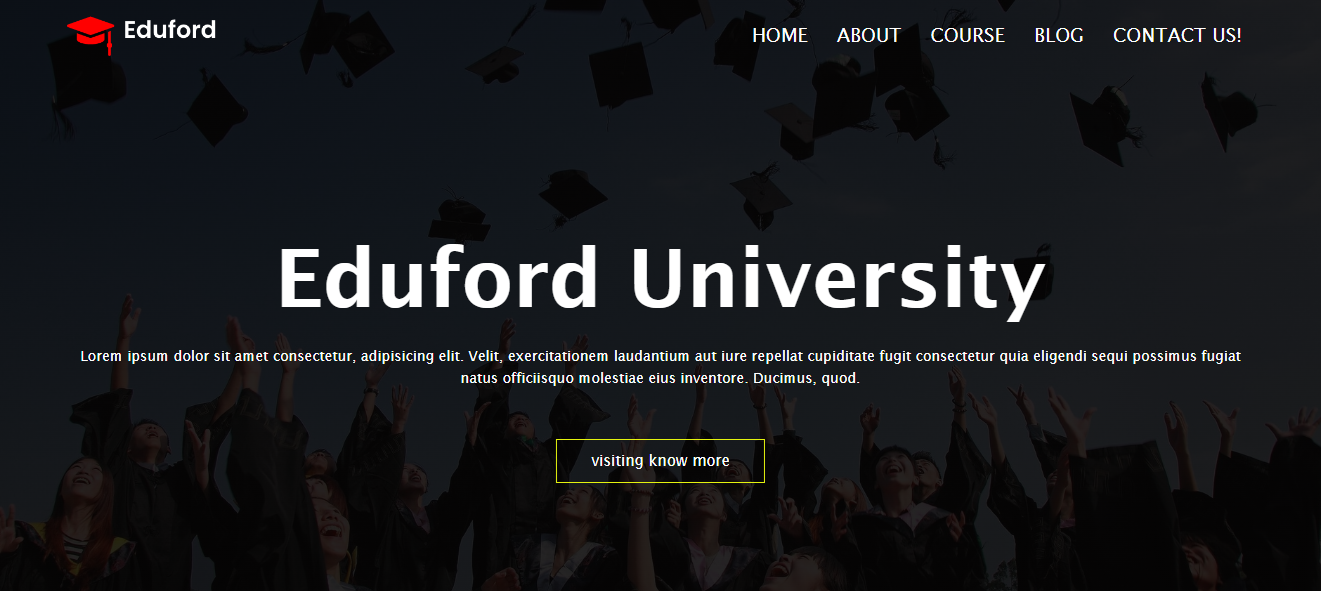 Eduford
HOME ABOUT COURSE BLOG CONTACT US!
Eduford University
Lorem ipsum dolor sit amet consectetur, adipisicing elit. Velit, exercitationem laudantium aut iure repellat cupiditate fugit consectetur quia eligendi sequi possimus fugiat
natus officiisquo molestiae eius inventore. Ducimus, quod.
visiting know more